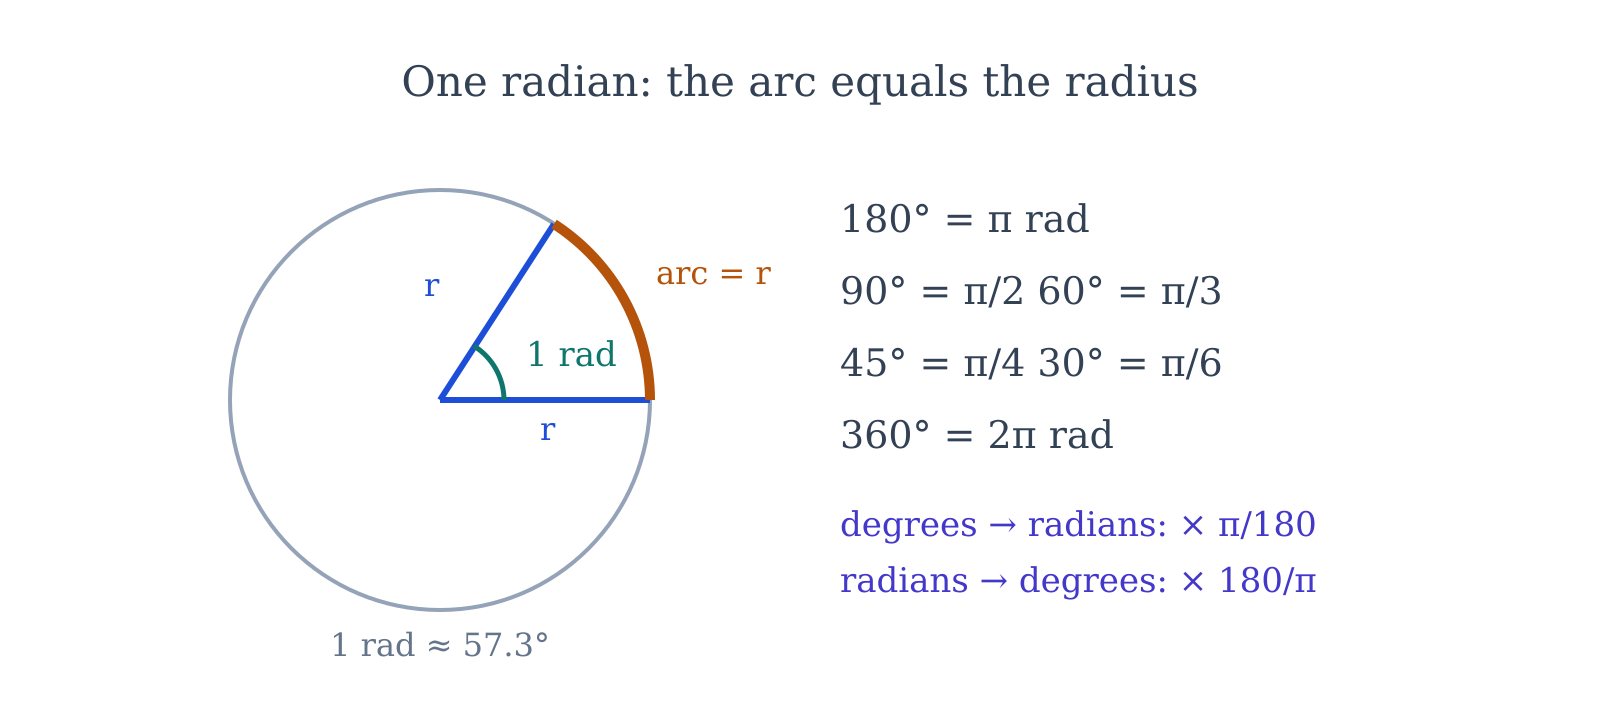 One radian: the arc equals the radius
r
arc = r
1 rad
r
1 rad ≈ 57.3°
180° = π rad
90° = π/2 60° = π/3
45° = π/4 30° = π/6
360° = 2π rad
degrees → radians: × π/180
radians → degrees: × 180/π